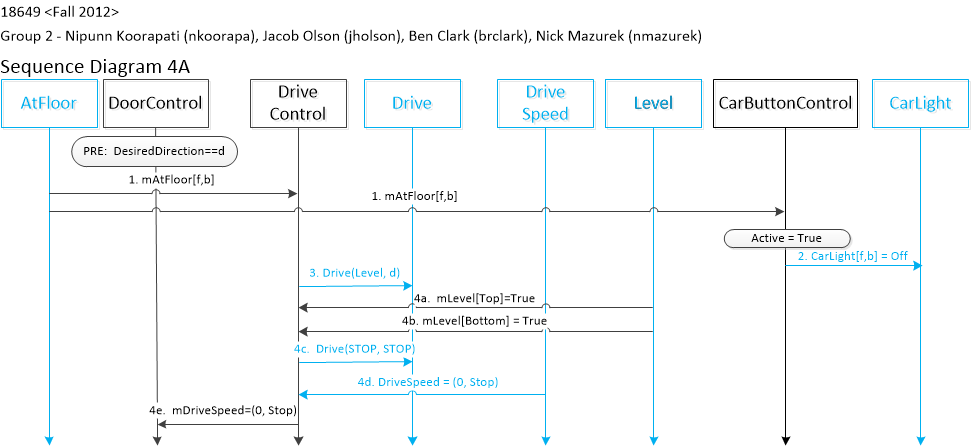 18649 <Fall 2012>
Group 2 - Nipunn Koorapati (nkoorapa), Jacob Olson (jholson), Ben Clark (brclark), Nick Mazurek (nmazurek)
Sequence Diagram 4A
AtFloor
DoorControl
Drive
Control
Drive
Drive
Speed
Level
CarButtonControl
CarLight
PRE: DesiredDirection==d
1. mAtFloor[f,b]
1. mAtFloor[f,b]
Active = True
2. CarLight[f,b] = Off
3. Drive(Level, d)
4a. mLevel[Top]=True
4b. mLevel[Bottom] = True
4c. Drive(STOP, STOP)
4d. DriveSpeed = (0, Stop)
4e. mDriveSpeed=(0, Stop)